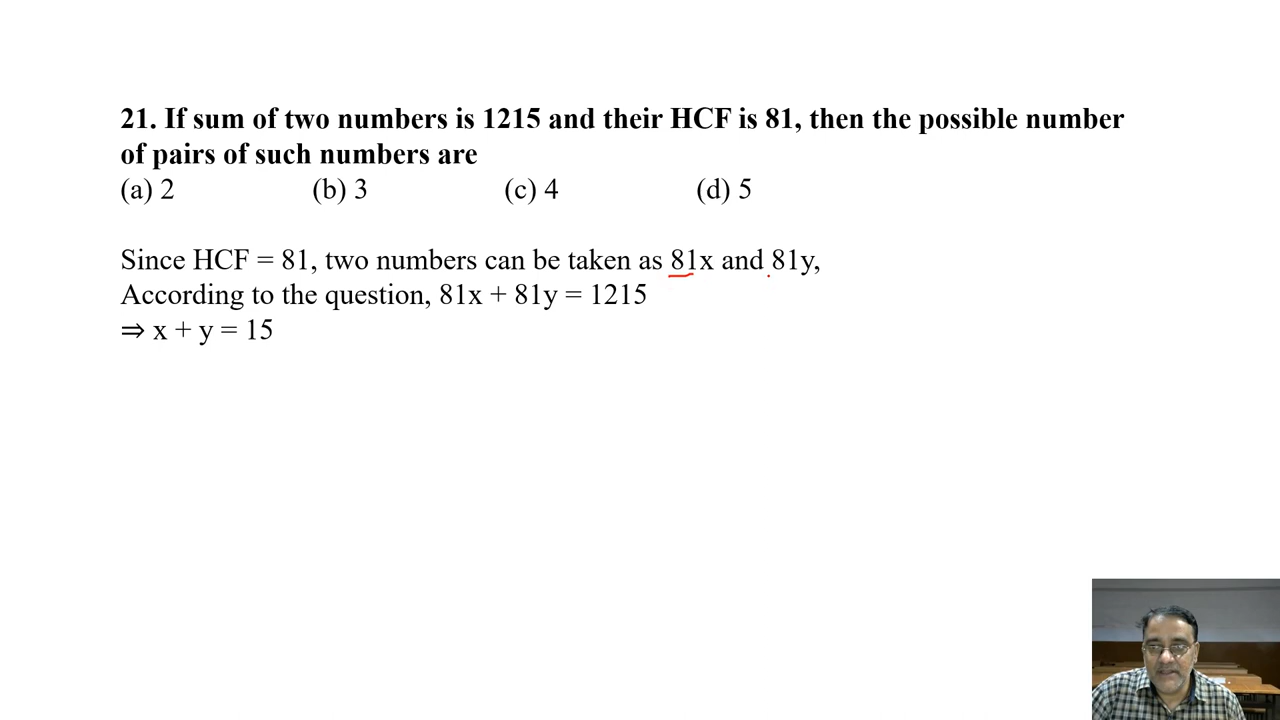 21. If sum of two numbers is 1215 and their HCF is 81, then the possible number
of pairs of such numbers are
(a) 2 (b) 3 (c) 4 (d) 5
Since HCF = 81, two numbers can be taken as 81x and 81y,
According to the question, 81x + 81y = 1215
⇒ x + y = 15